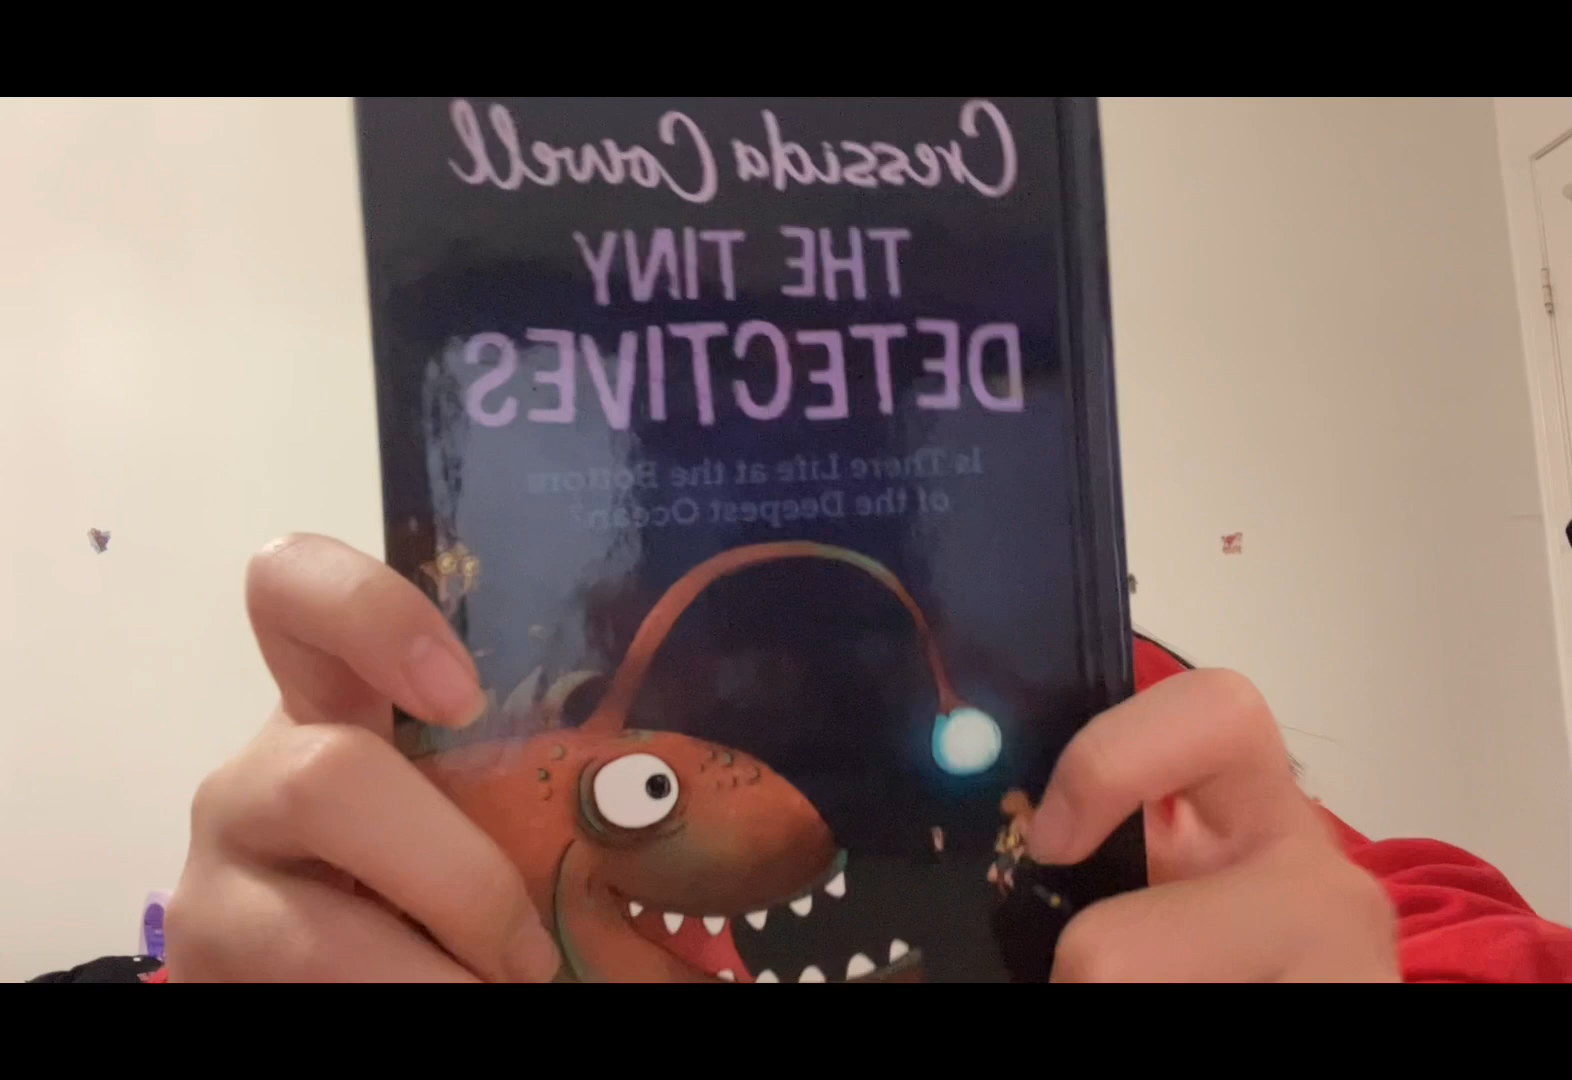 Cressida Cowell
THE TINY
DETECTIVES
Is There Life at the Bottom
of the Deepest Ocean?